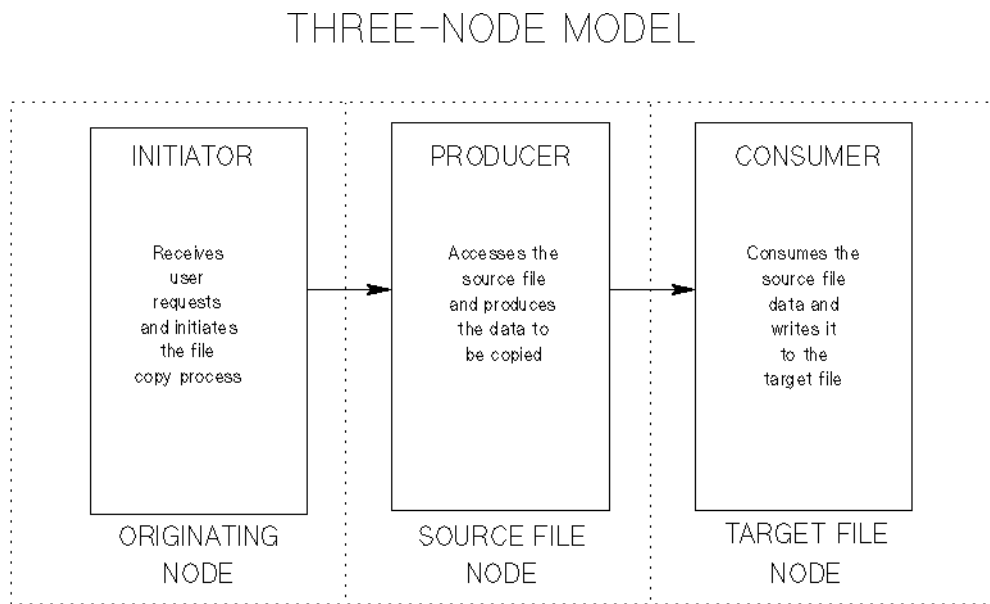 THREE-NODE MODEL
INITIATOR
Receives
user
requests
and initiates
the file
copy process
ORIGINATING
NODE
PRODUCER
Accesses the
source file
and produces
the data to
be copied
SOURCE FILE
NODE
CONSUMER
Consumes the
source file
data and
writes it
to the
target file
TARGET FILE
NODE